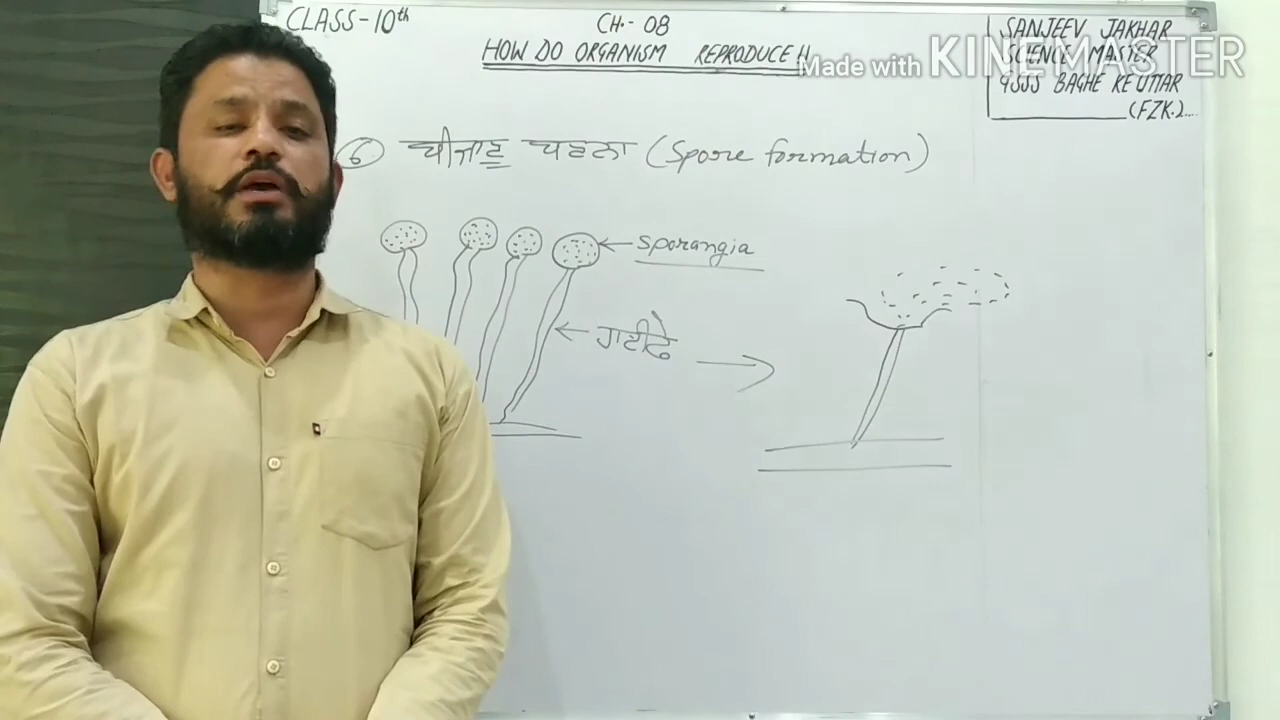 CLASS-10th
CH.- 08
HOW DO ORGANISM REPRODUCE
SANJEEV JAKHAR
SCIENCE MASTER
GSSS BAGHE KE UTTAR
(FZK.)....
Made with KINEMASTER
6 ਬੀਜਾਣੂ ਬਣਨਾ (Spore formation)
Sporangia
ਹਾਈਫੇ